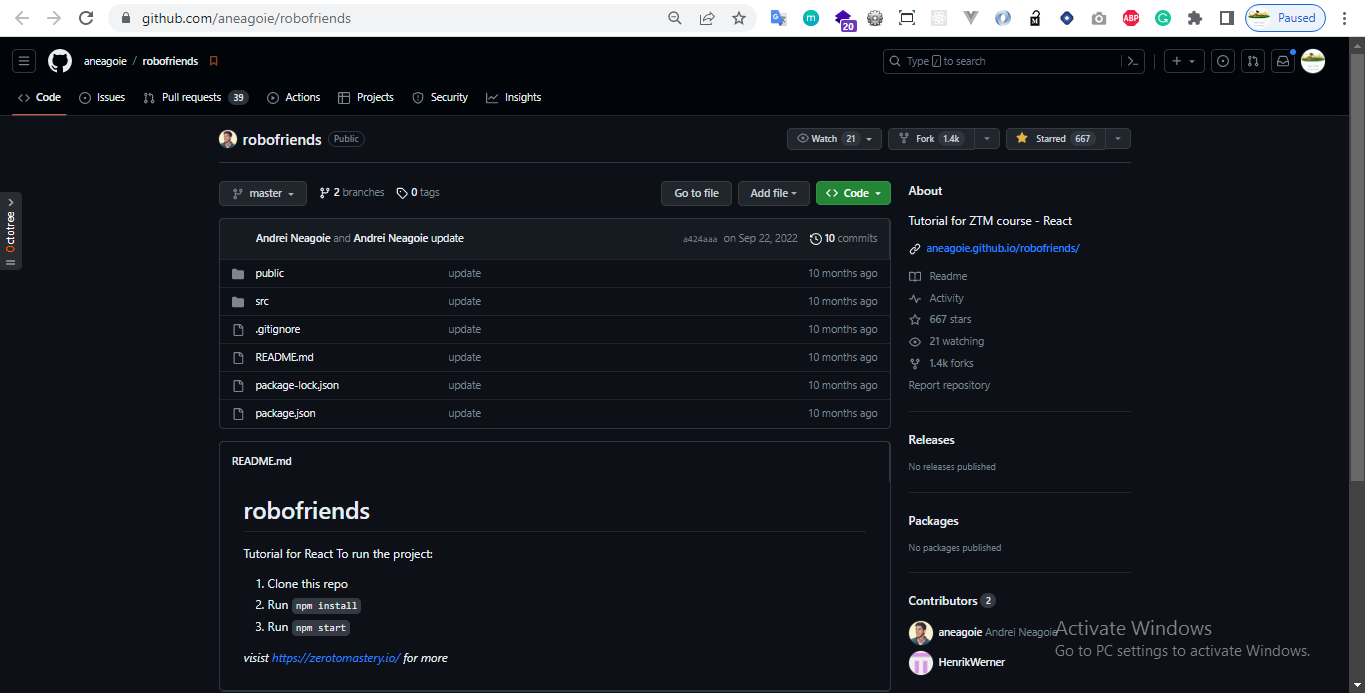 github.com/aneagoie/robofriends
20
ABP
Paused
aneagoie / robofriends
Type / to search
Code Issues Pull requests 39 Actions Projects Security Insights
robofriends Public
Watch 21 Fork 1.4k Starred 667
master 2 branches 0 tags Go to file Add file Code
Andrei Neagoie and Andrei Neagoie update a424aaa on Sep 22, 2022 10 commits
public update 10 months ago
src update 10 months ago
.gitignore update 10 months ago
README.md update 10 months ago
package-lock.json update 10 months ago
package.json update 10 months ago
README.md
robofriends
Tutorial for React To run the project:
1. Clone this repo
2. Run npm install
3. Run npm start
visist https://zerotomastery.io/ for more
About
Tutorial for ZTM course - React
aneagoie.github.io/robofriends/
Readme
Activity
667 stars
21 watching
1.4k forks
Report repository
Releases
No releases published
Packages
No packages published
Contributors 2
aneagoie Andrei Neagoie
HenrikWerner
Octotree
Activate Windows
Go to PC settings to activate Windows.